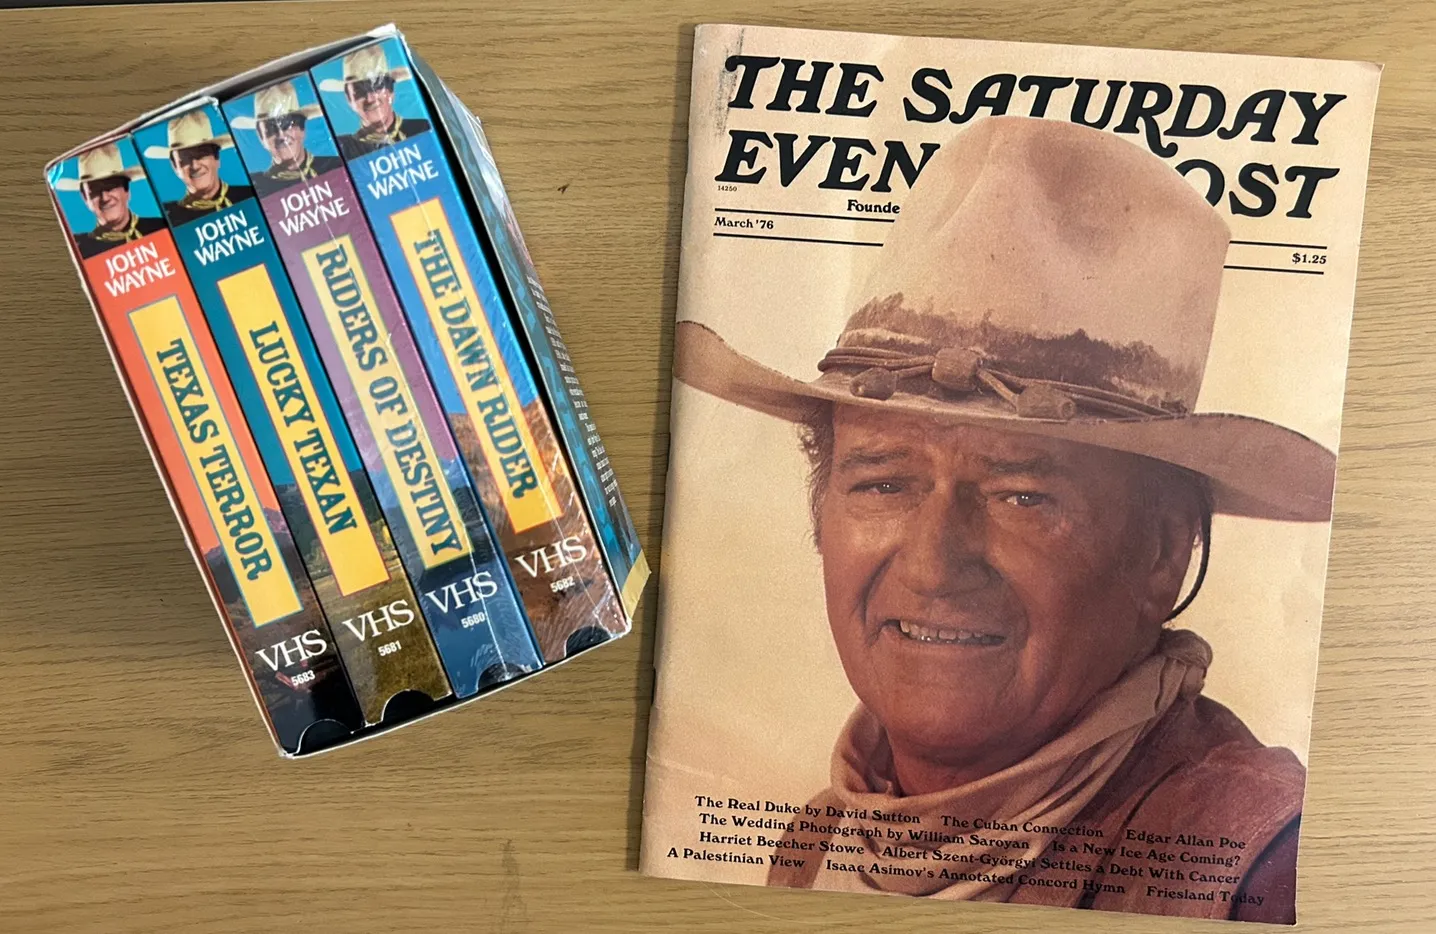 JOHN
WAYNE
TEXAS TERROR
VHS
5683
JOHN
WAYNE
LUCKY TEXAN
VHS
5681
JOHN
WAYNE
RIDERS OF DESTINY
VHS
5680
JOHN
WAYNE
THE DAWN RIDER
VHS
5682
THE SATURDAY
EVEN OST
14250
Founde
March '76
$1.25
The Real Duke by David Sutton The Cuban Connection Edgar Allan Poe
The Wedding Photograph by William Saroyan Is a New Ice Age Coming?
Harriet Beecher Stowe Albert Szent-Györgyi Settles a Debt With Cancer
A Palestinian View Isaac Asimov's Annotated Concord Hymn Friesland Today